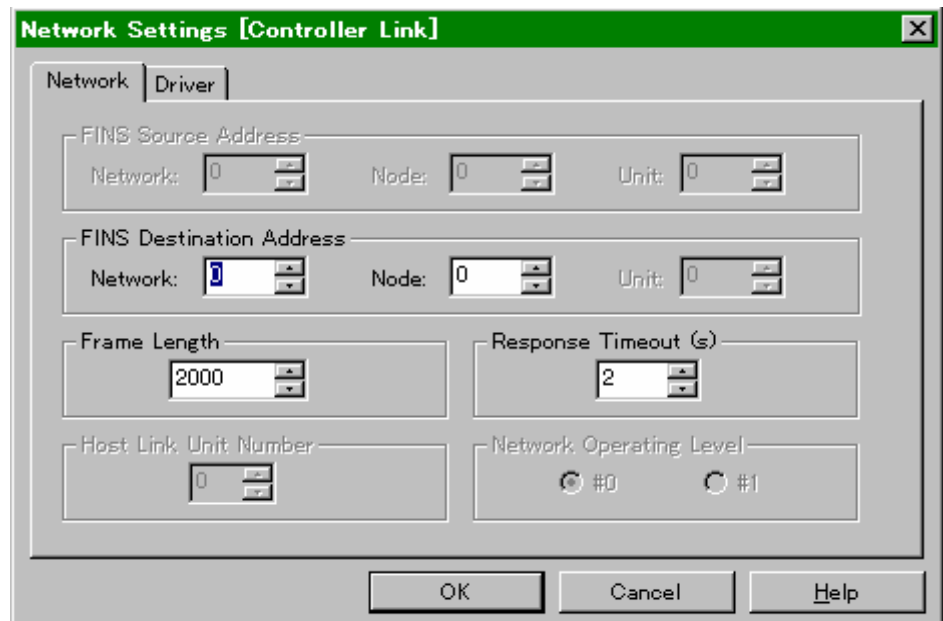 Network Settings [Controller Link]
Network Driver
FINS Source Address
Network: 0 Node: 0 Unit: 0
FINS Destination Address
Network: 0 Node: 0 Unit: 0
Frame Length Response Timeout (s)
2000 2
Host Link Unit Number Network Operating Level
0 #0 #1
OK Cancel Help